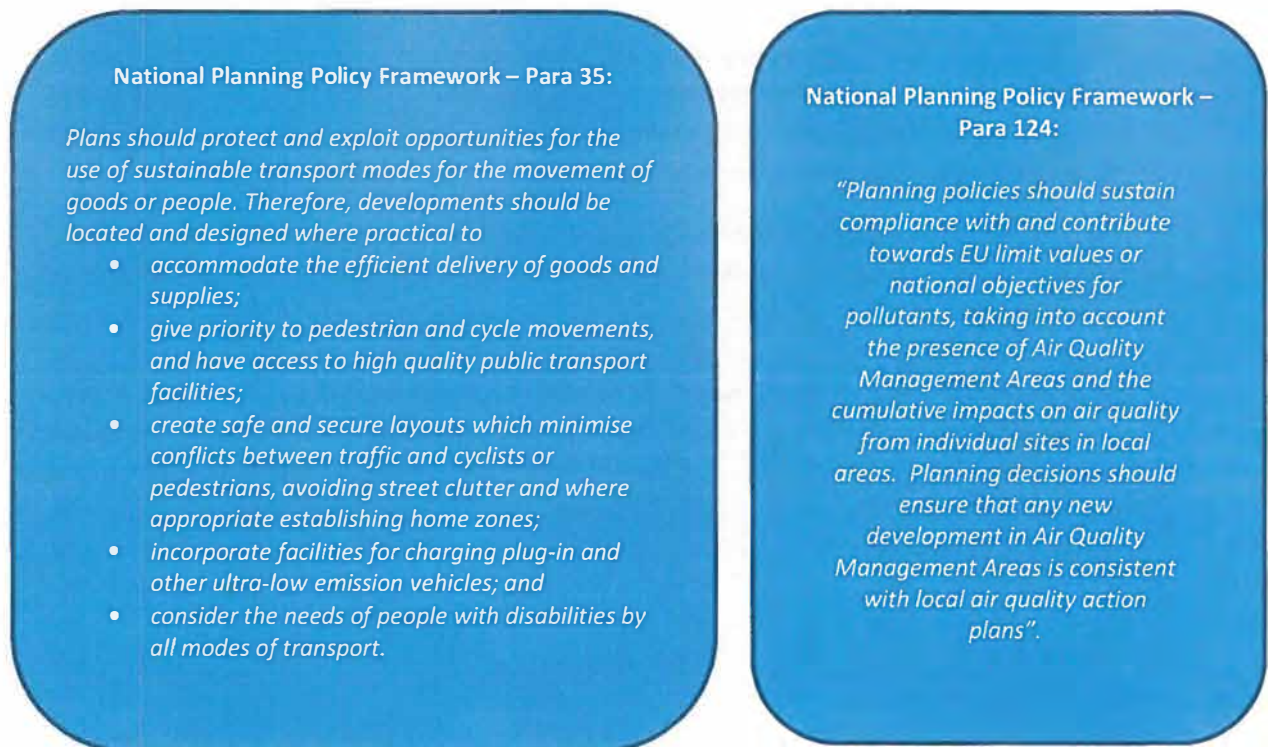 National Planning Policy Framework – Para 35:
Plans should protect and exploit opportunities for the
use of sustainable transport modes for the movement of
goods or people. Therefore, developments should be
located and designed where practical to
• accommodate the efficient delivery of goods and
supplies;
• give priority to pedestrian and cycle movements,
and have access to high quality public transport
facilities;
• create safe and secure layouts which minimise
conflicts between traffic and cyclists or
pedestrians, avoiding street clutter and where
appropriate establishing home zones;
• incorporate facilities for charging plug-in and
other ultra-low emission vehicles; and
• consider the needs of people with disabilities by
all modes of transport.
National Planning Policy Framework –
Para 124:
“Planning policies should sustain
compliance with and contribute
towards EU limit values or
national objectives for
pollutants, taking into account
the presence of Air Quality
Management Areas and the
cumulative impacts on air quality
from individual sites in local
areas. Planning decisions should
ensure that any new
development in Air Quality
Management Areas is consistent
with local air quality action
plans”.